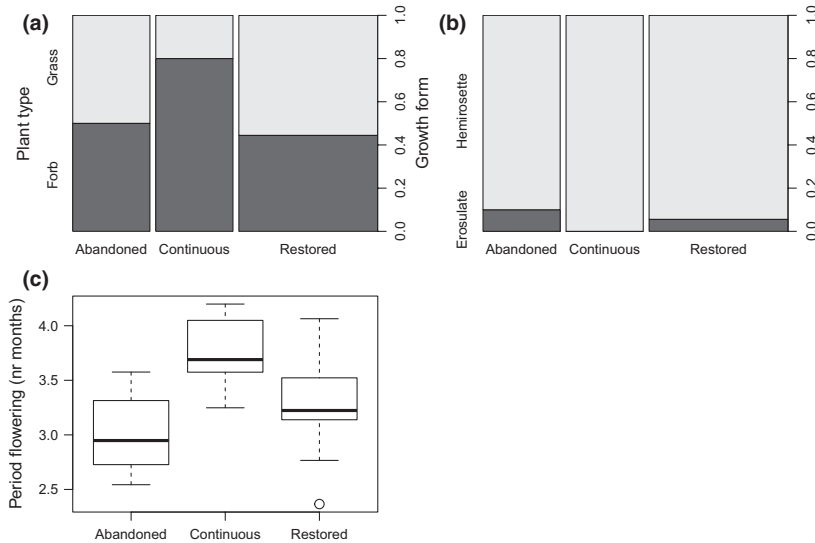 (a)
Plant type
Grass
Forb
1.0
0.8
0.6
0.4
0.2
0.0
Abandoned Continuous Restored
(b)
Growth form
Hemirosette
Erosulate
1.0
0.8
0.6
0.4
0.2
0.0
Abandoned Continuous Restored
(c)
Period flowering (nr months)
4.0
3.5
3.0
2.5
Abandoned Continuous Restored